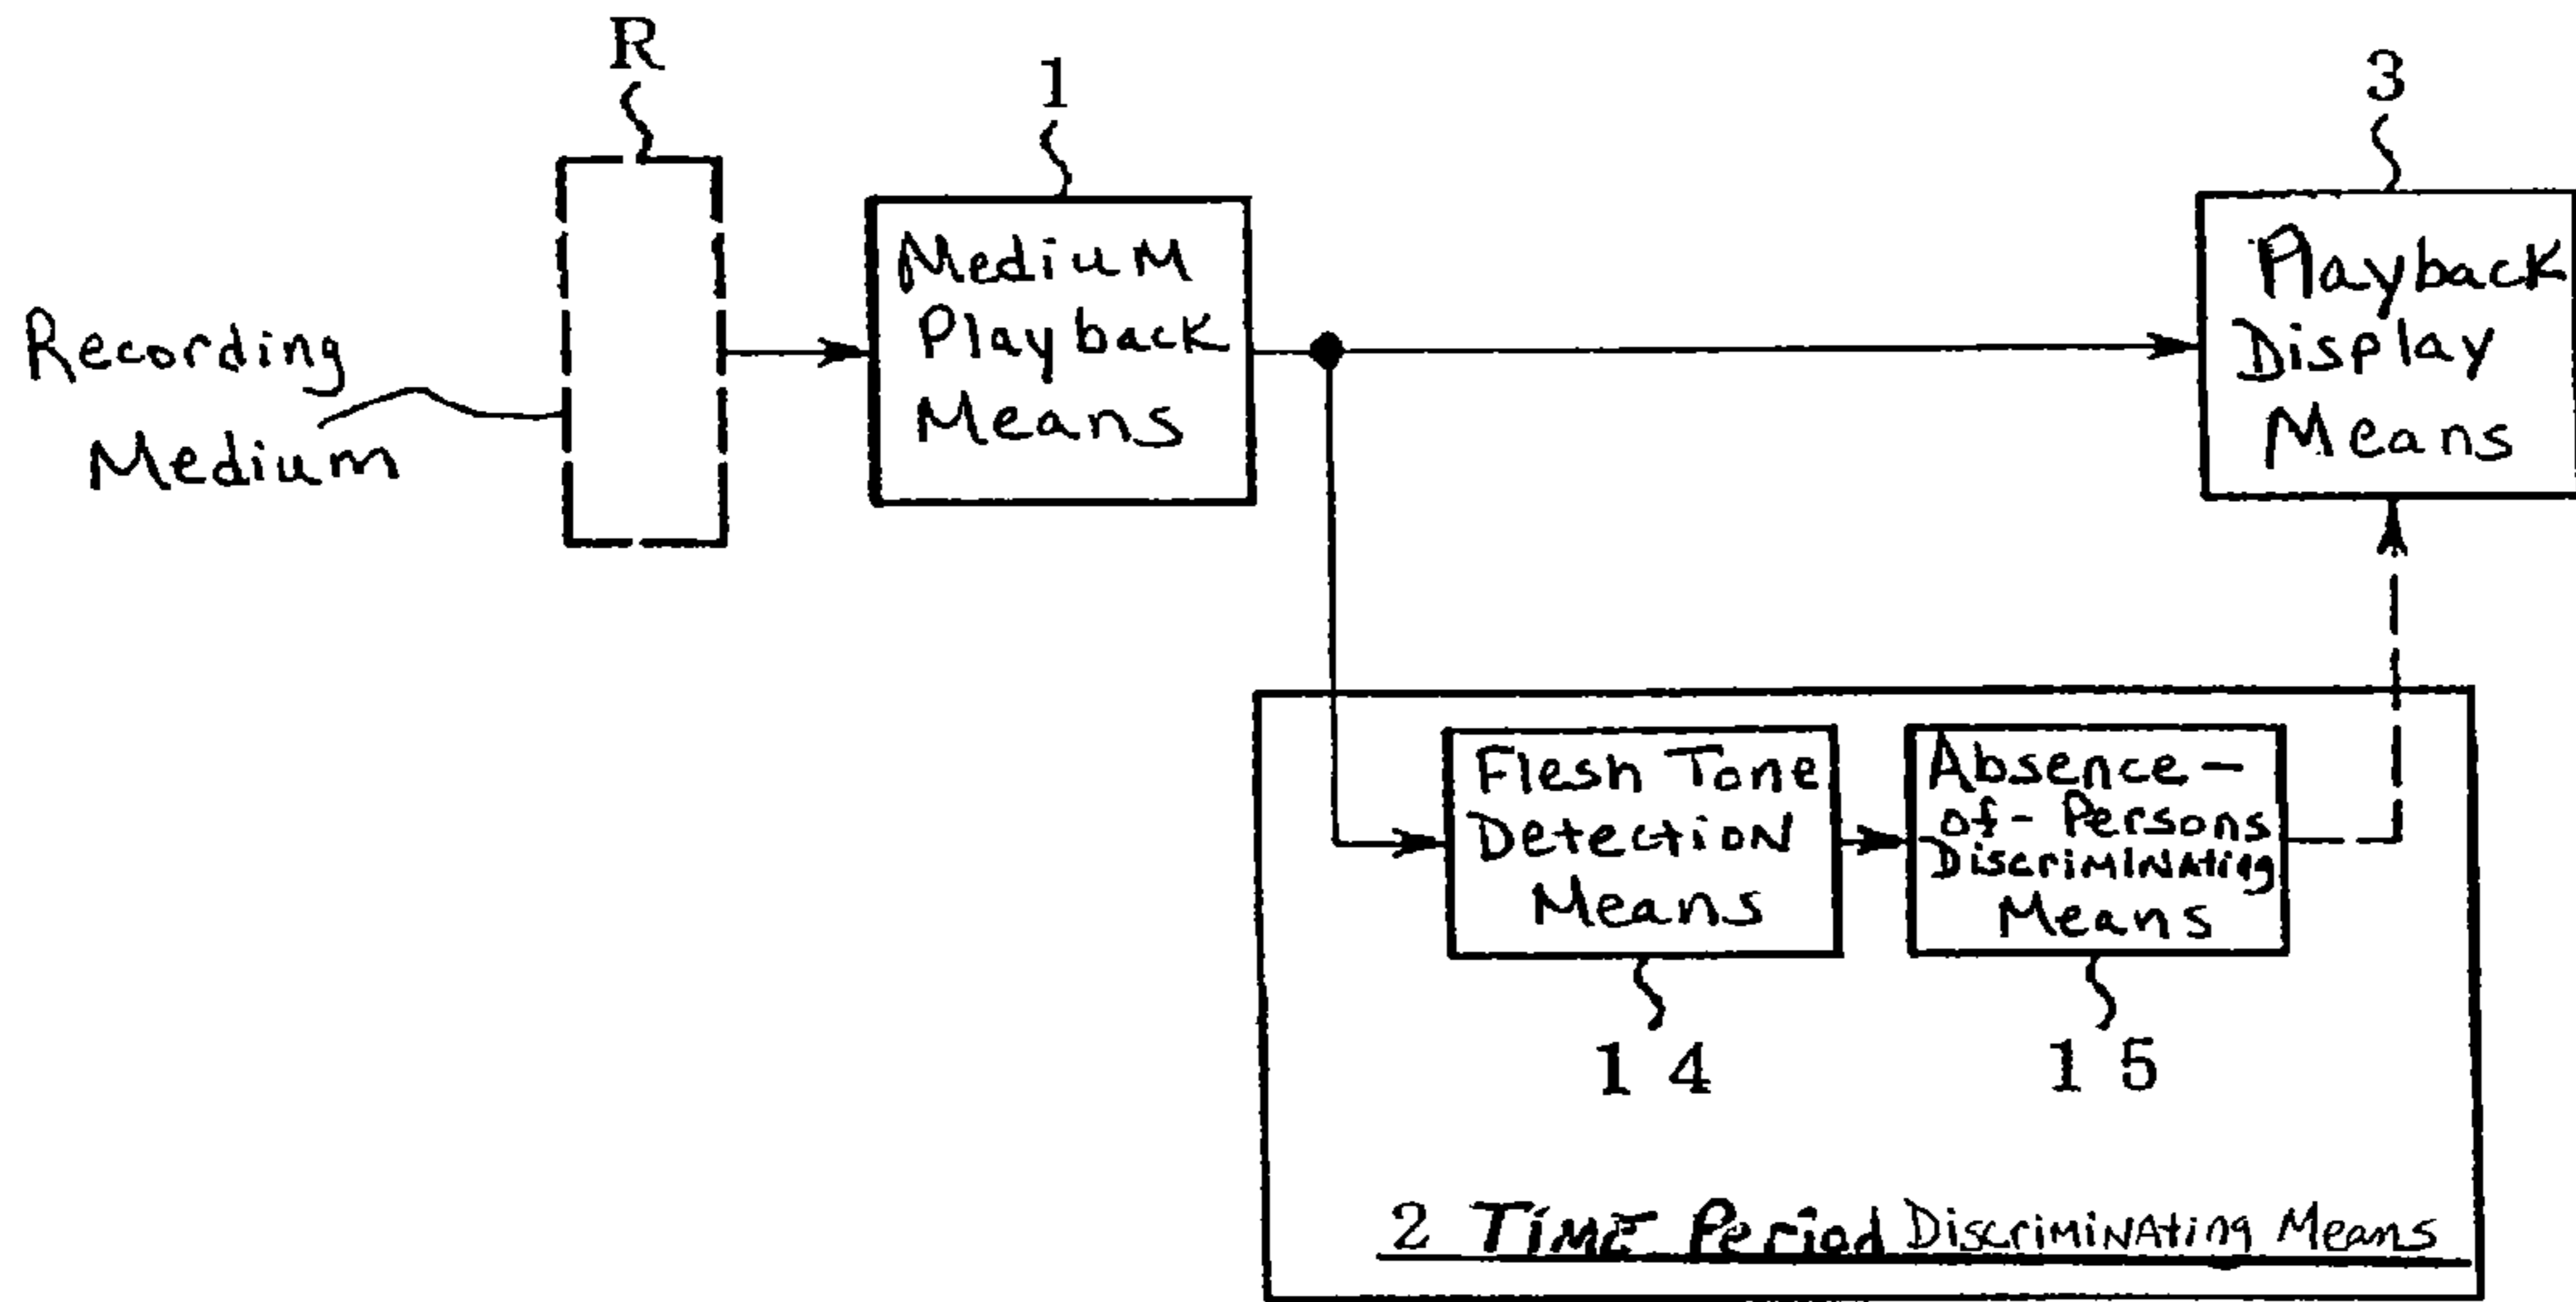 R
1
3
Recording
Medium
Medium
Playback
Means
Playback
Display
Means
Flesh Tone
Detection
Means
Absence-
of-Persons
Discriminating
Means
14
15
2 Time Period Discriminating Means